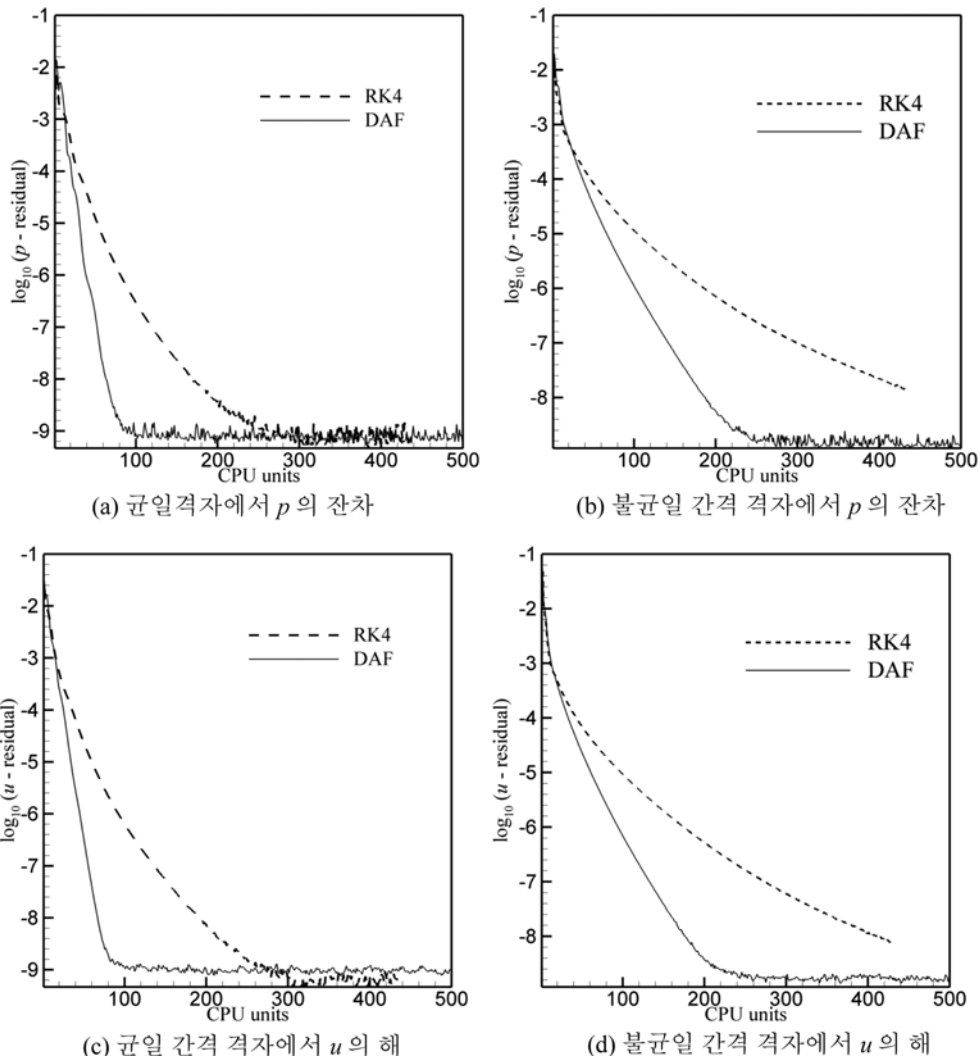 -1
-2
-3
-4
-5
-6
-7
-8
-9
log₁₀ (p - residual)
RK4
DAF
100 200 300 400 500
CPU units
(a) 균일격자에서 p 의 잔차
-1
-2
-3
-4
-5
-6
-7
-8
log₁₀ (p - residual)
RK4
DAF
100 200 300 400 500
CPU units
(b) 불균일 간격 격자에서 p 의 잔차
-1
-2
-3
-4
-5
-6
-7
-8
-9
log₁₀ (u - residual)
RK4
DAF
100 200 300 400 500
CPU units
(c) 균일 간격 격자에서 u 의 해
-1
-2
-3
-4
-5
-6
-7
-8
log₁₀ (u - residual)
RK4
DAF
100 200 300 400 500
CPU units
(d) 불균일 간격 격자에서 u 의 해